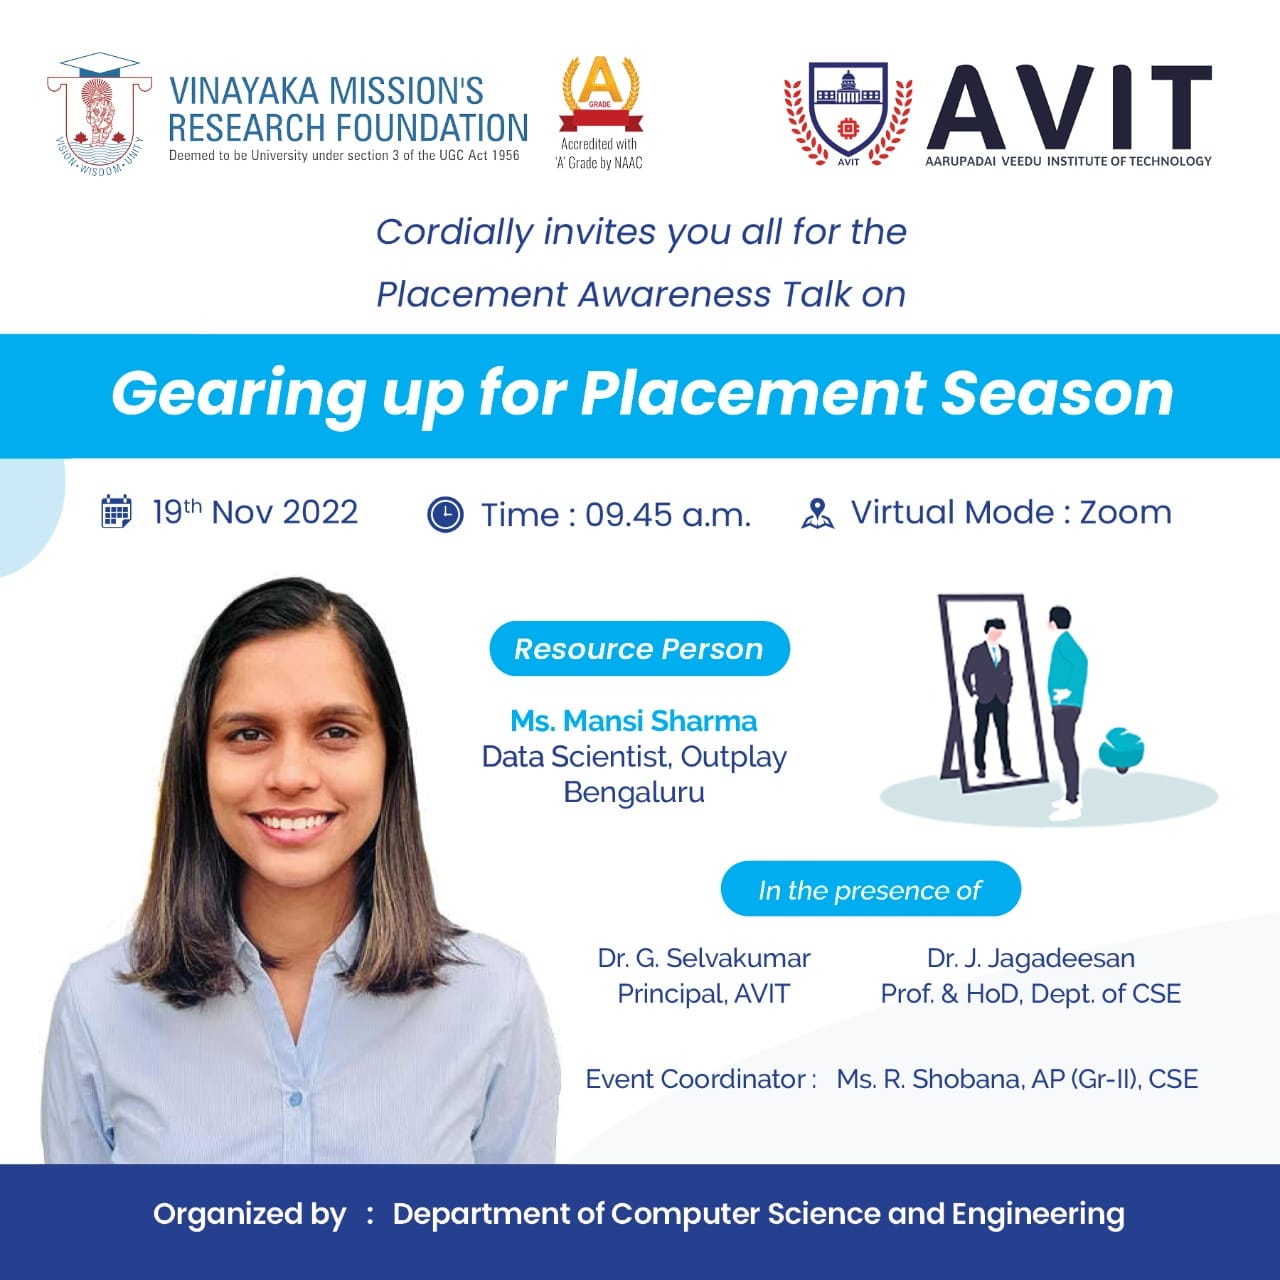 VINAYAKA MISSION'S
RESEARCH FOUNDATION
Deemed to be University under section 3 of the UGC Act 1956
VISION • WISDOM • UNITY
A
GRADE
Accredited with
'A' Grade by NAAC
AVIT
AVIT
AARUPADAI VEEDU INSTITUTE OF TECHNOLOGY
Cordially invites you all for the
Placement Awareness Talk on
Gearing up for Placement Season
19th Nov 2022
Time : 09.45 a.m.
Virtual Mode : Zoom
Resource Person
Ms. Mansi Sharma
Data Scientist, Outplay
Bengaluru
In the presence of
Dr. G. Selvakumar
Principal, AVIT
Dr. J. Jagadeesan
Prof. & HoD, Dept. of CSE
Event Coordinator : Ms. R. Shobana, AP (Gr-II), CSE
Organized by : Department of Computer Science and Engineering